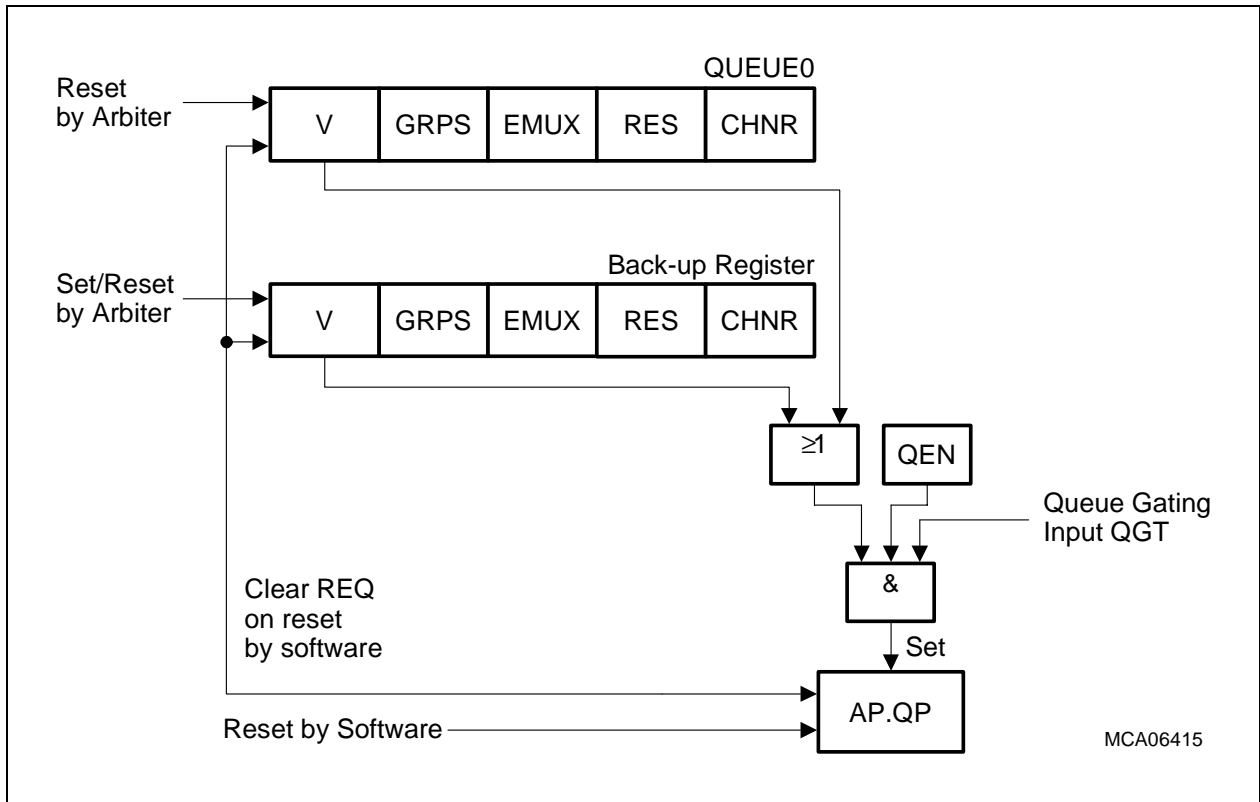 QUEUE0
Reset
by Arbiter
V GRPS EMUX RES CHNR
Back-up Register
Set/Reset
by Arbiter
V GRPS EMUX RES CHNR
≥1
QEN
Queue Gating
Input QGT
&
Clear REQ
on reset
by software
Set
AP.QP
Reset by Software
MCA06415